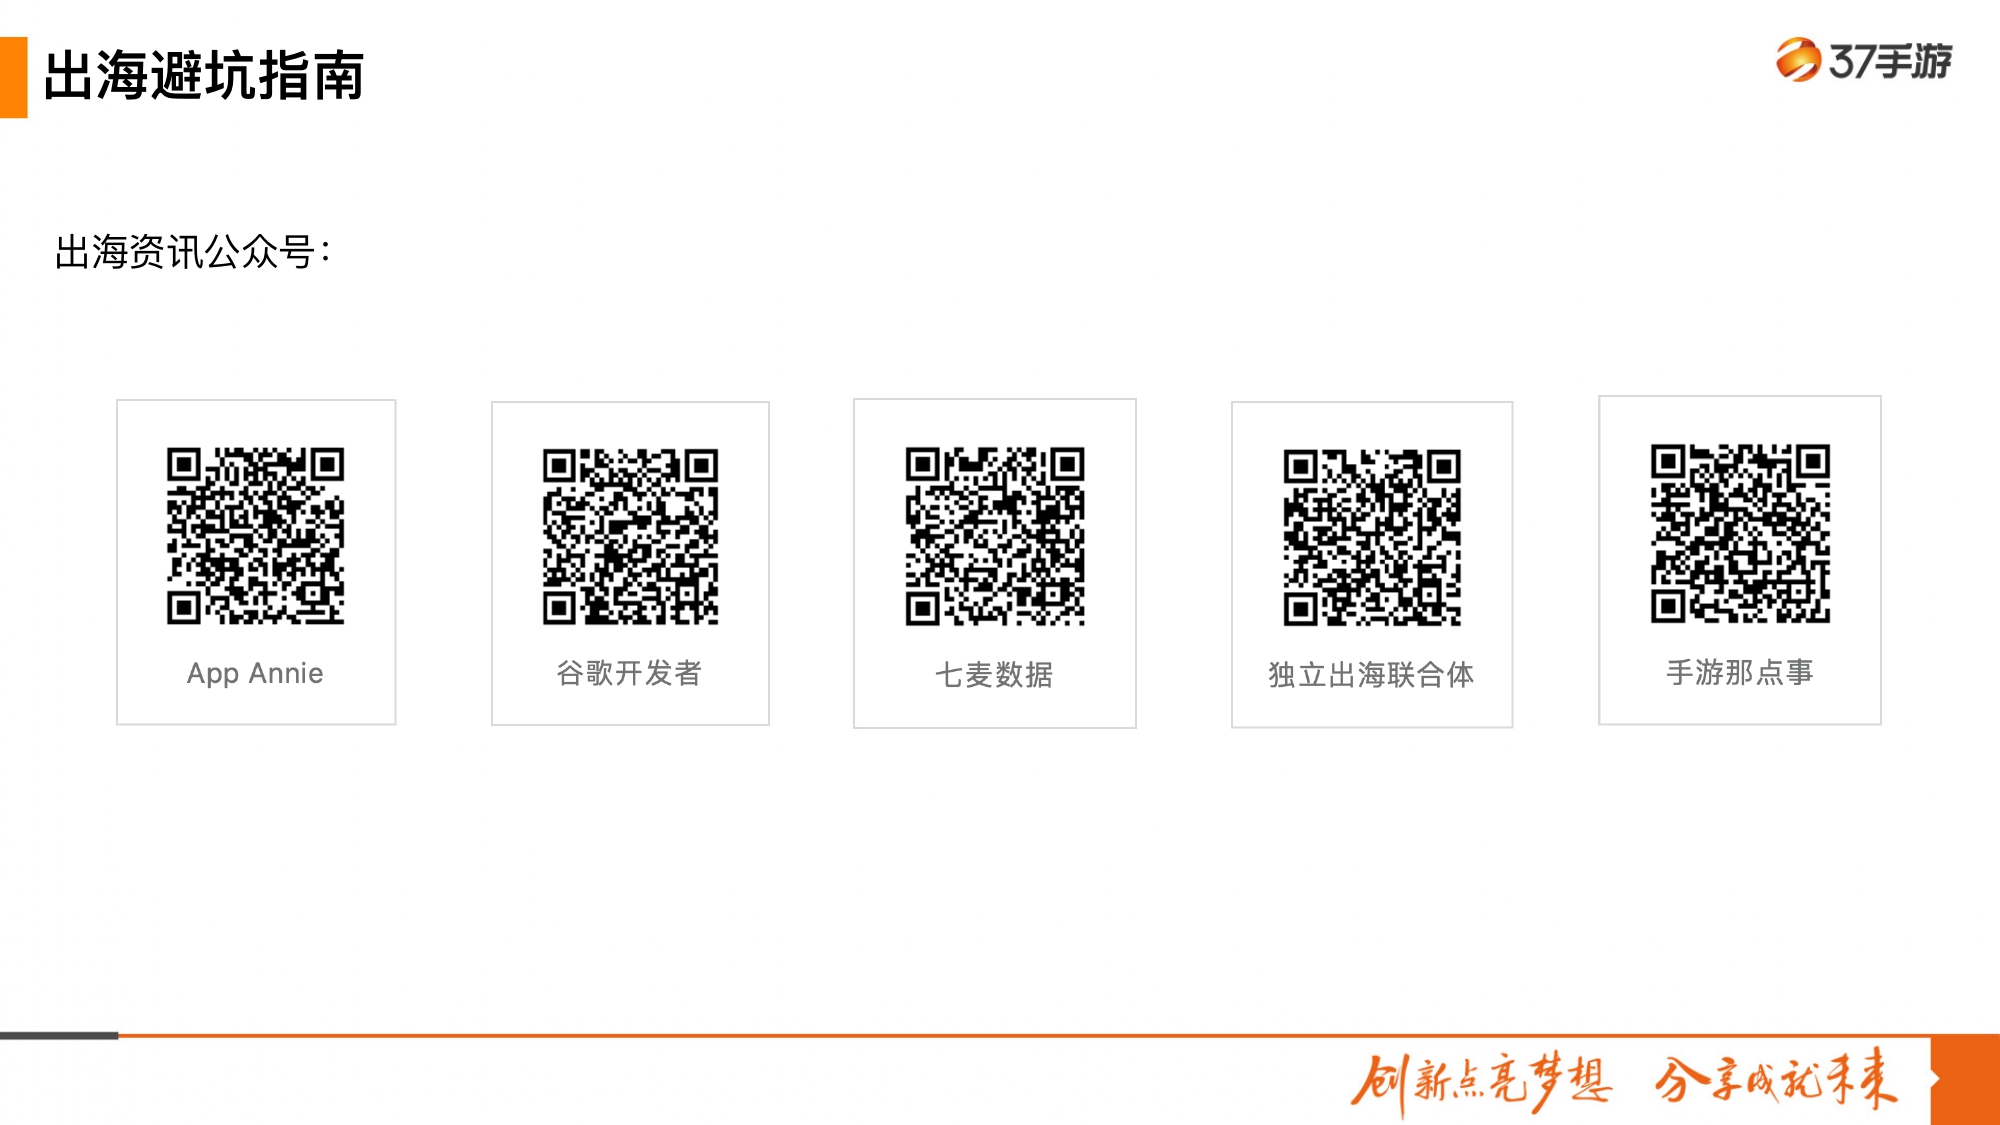 出海避坑指南
37手游
出海资讯公众号：
App Annie
谷歌开发者
七麦数据
独立出海联合体
手游那点事
创新点亮梦想 分享成就未来